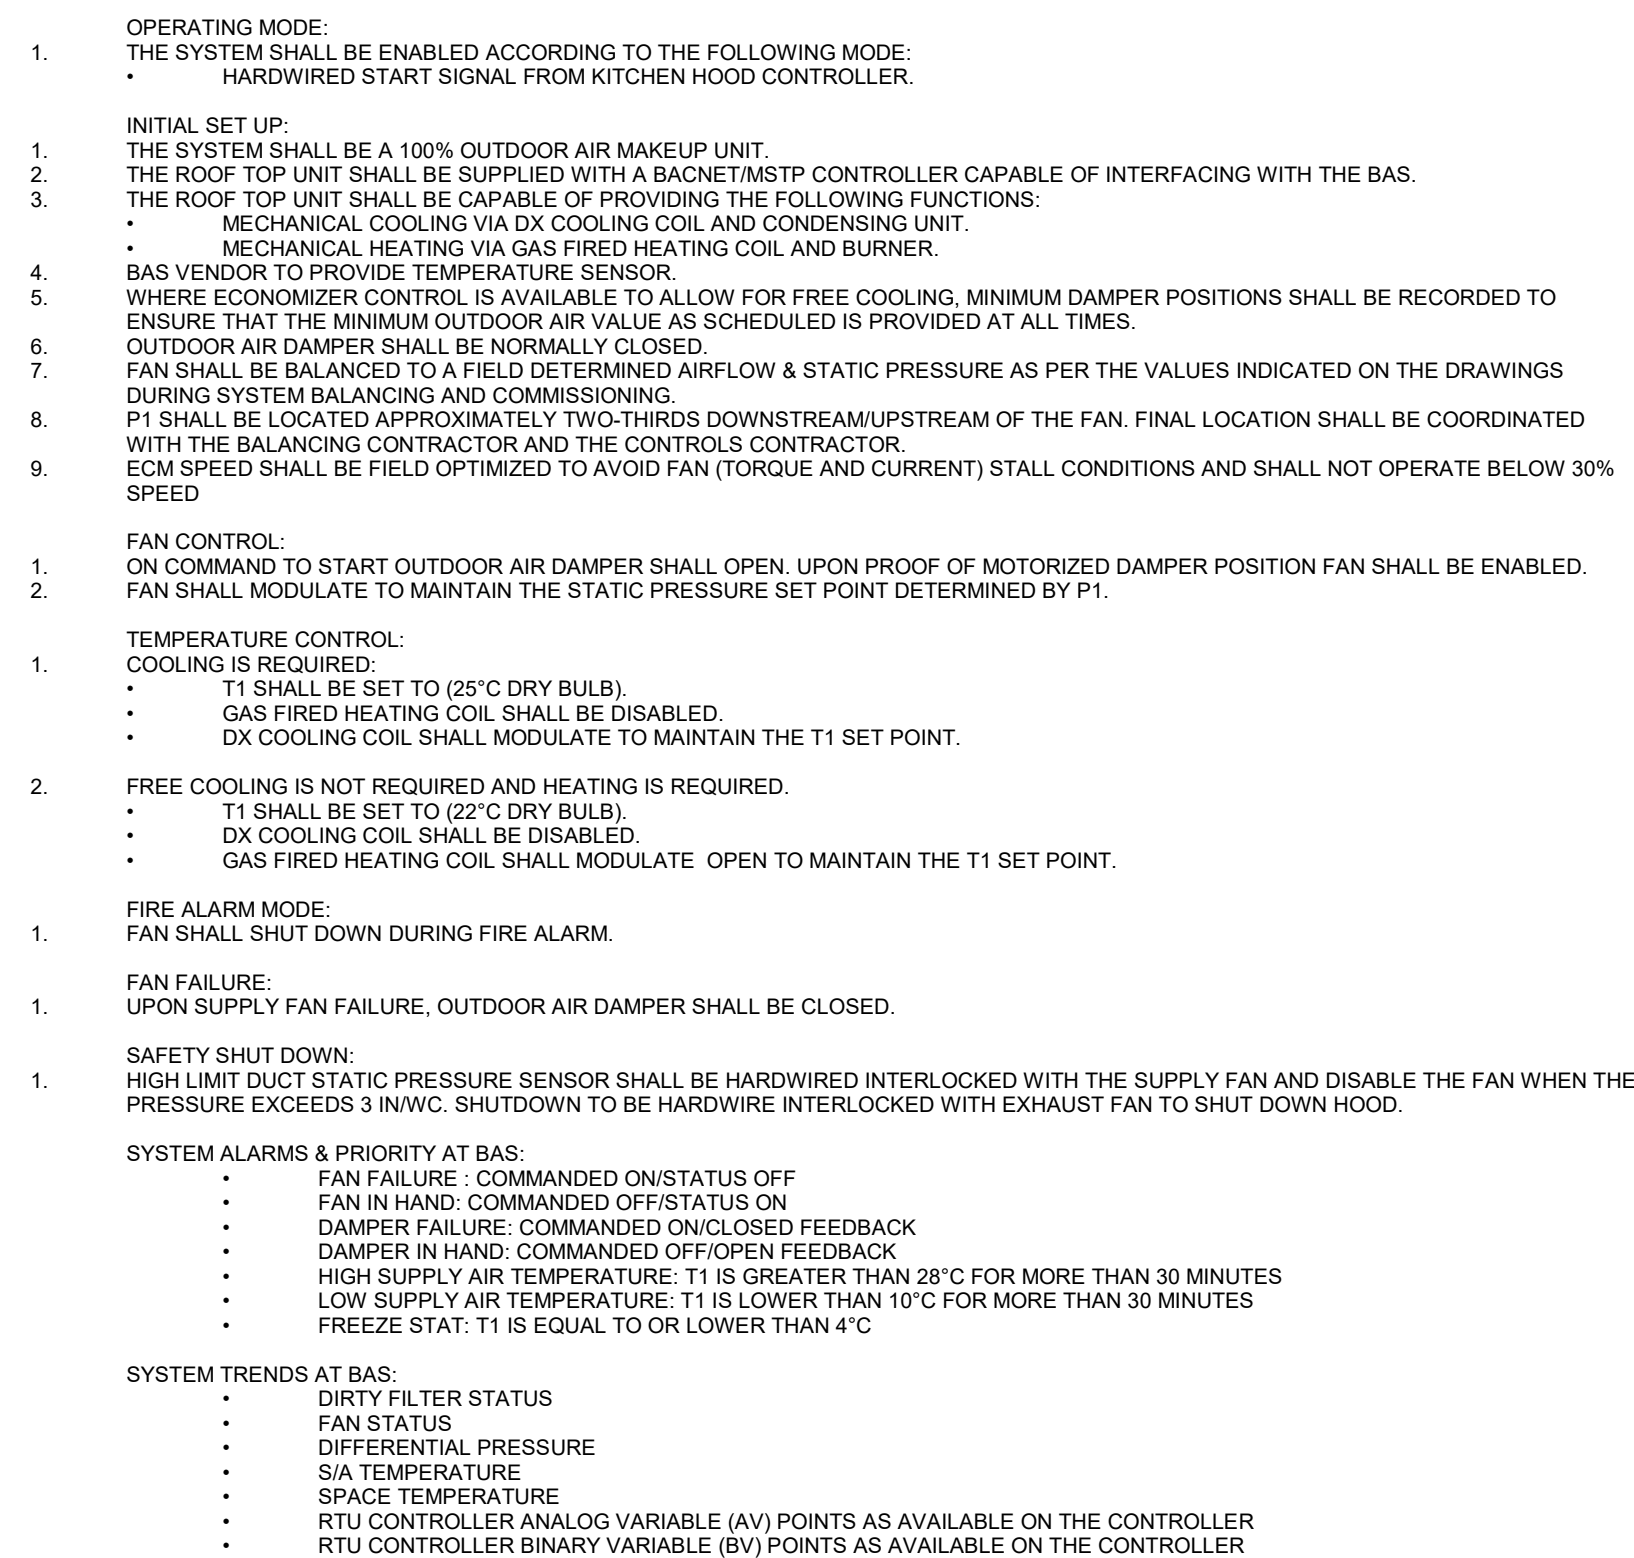 OPERATING MODE:
1. THE SYSTEM SHALL BE ENABLED ACCORDING TO THE FOLLOWING MODE:
• HARDWIRED START SIGNAL FROM KITCHEN HOOD CONTROLLER.
INITIAL SET UP:
1. THE SYSTEM SHALL BE A 100% OUTDOOR AIR MAKEUP UNIT.
2. THE ROOF TOP UNIT SHALL BE SUPPLIED WITH A BACNET/MSTP CONTROLLER CAPABLE OF INTERFACING WITH THE BAS.
3. THE ROOF TOP UNIT SHALL BE CAPABLE OF PROVIDING THE FOLLOWING FUNCTIONS:
• MECHANICAL COOLING VIA DX COOLING COIL AND CONDENSING UNIT.
• MECHANICAL HEATING VIA GAS FIRED HEATING COIL AND BURNER.
4. BAS VENDOR TO PROVIDE TEMPERATURE SENSOR.
5. WHERE ECONOMIZER CONTROL IS AVAILABLE TO ALLOW FOR FREE COOLING, MINIMUM DAMPER POSITIONS SHALL BE RECORDED TO
ENSURE THAT THE MINIMUM OUTDOOR AIR VALUE AS SCHEDULED IS PROVIDED AT ALL TIMES.
6. OUTDOOR AIR DAMPER SHALL BE NORMALLY CLOSED.
7. FAN SHALL BE BALANCED TO A FIELD DETERMINED AIRFLOW & STATIC PRESSURE AS PER THE VALUES INDICATED ON THE DRAWINGS
DURING SYSTEM BALANCING AND COMMISSIONING.
8. P1 SHALL BE LOCATED APPROXIMATELY TWO-THIRDS DOWNSTREAM/UPSTREAM OF THE FAN. FINAL LOCATION SHALL BE COORDINATED
WITH THE BALANCING CONTRACTOR AND THE CONTROLS CONTRACTOR.
9. ECM SPEED SHALL BE FIELD OPTIMIZED TO AVOID FAN (TORQUE AND CURRENT) STALL CONDITIONS AND SHALL NOT OPERATE BELOW 30%
SPEED
FAN CONTROL:
1. ON COMMAND TO START OUTDOOR AIR DAMPER SHALL OPEN. UPON PROOF OF MOTORIZED DAMPER POSITION FAN SHALL BE ENABLED.
2. FAN SHALL MODULATE TO MAINTAIN THE STATIC PRESSURE SET POINT DETERMINED BY P1.
TEMPERATURE CONTROL:
1. COOLING IS REQUIRED:
• T1 SHALL BE SET TO (25°C DRY BULB).
• GAS FIRED HEATING COIL SHALL BE DISABLED.
• DX COOLING COIL SHALL MODULATE TO MAINTAIN THE T1 SET POINT.
2. FREE COOLING IS NOT REQUIRED AND HEATING IS REQUIRED.
• T1 SHALL BE SET TO (22°C DRY BULB).
• DX COOLING COIL SHALL BE DISABLED.
• GAS FIRED HEATING COIL SHALL MODULATE OPEN TO MAINTAIN THE T1 SET POINT.
FIRE ALARM MODE:
1. FAN SHALL SHUT DOWN DURING FIRE ALARM.
FAN FAILURE:
1. UPON SUPPLY FAN FAILURE, OUTDOOR AIR DAMPER SHALL BE CLOSED.
SAFETY SHUT DOWN:
1. HIGH LIMIT DUCT STATIC PRESSURE SENSOR SHALL BE HARDWIRED INTERLOCKED WITH THE SUPPLY FAN AND DISABLE THE FAN WHEN THE
PRESSURE EXCEEDS 3 IN/WC. SHUTDOWN TO BE HARDWIRE INTERLOCKED WITH EXHAUST FAN TO SHUT DOWN HOOD.
SYSTEM ALARMS & PRIORITY AT BAS:
• FAN FAILURE : COMMANDED ON/STATUS OFF
• FAN IN HAND: COMMANDED OFF/STATUS ON
• DAMPER FAILURE: COMMANDED ON/CLOSED FEEDBACK
• DAMPER IN HAND: COMMANDED OFF/OPEN FEEDBACK
• HIGH SUPPLY AIR TEMPERATURE: T1 IS GREATER THAN 28°C FOR MORE THAN 30 MINUTES
• LOW SUPPLY AIR TEMPERATURE: T1 IS LOWER THAN 10°C FOR MORE THAN 30 MINUTES
• FREEZE STAT: T1 IS EQUAL TO OR LOWER THAN 4°C
SYSTEM TRENDS AT BAS:
• DIRTY FILTER STATUS
• FAN STATUS
• DIFFERENTIAL PRESSURE
• S/A TEMPERATURE
• SPACE TEMPERATURE
• RTU CONTROLLER ANALOG VARIABLE (AV) POINTS AS AVAILABLE ON THE CONTROLLER
• RTU CONTROLLER BINARY VARIABLE (BV) POINTS AS AVAILABLE ON THE CONTROLLER